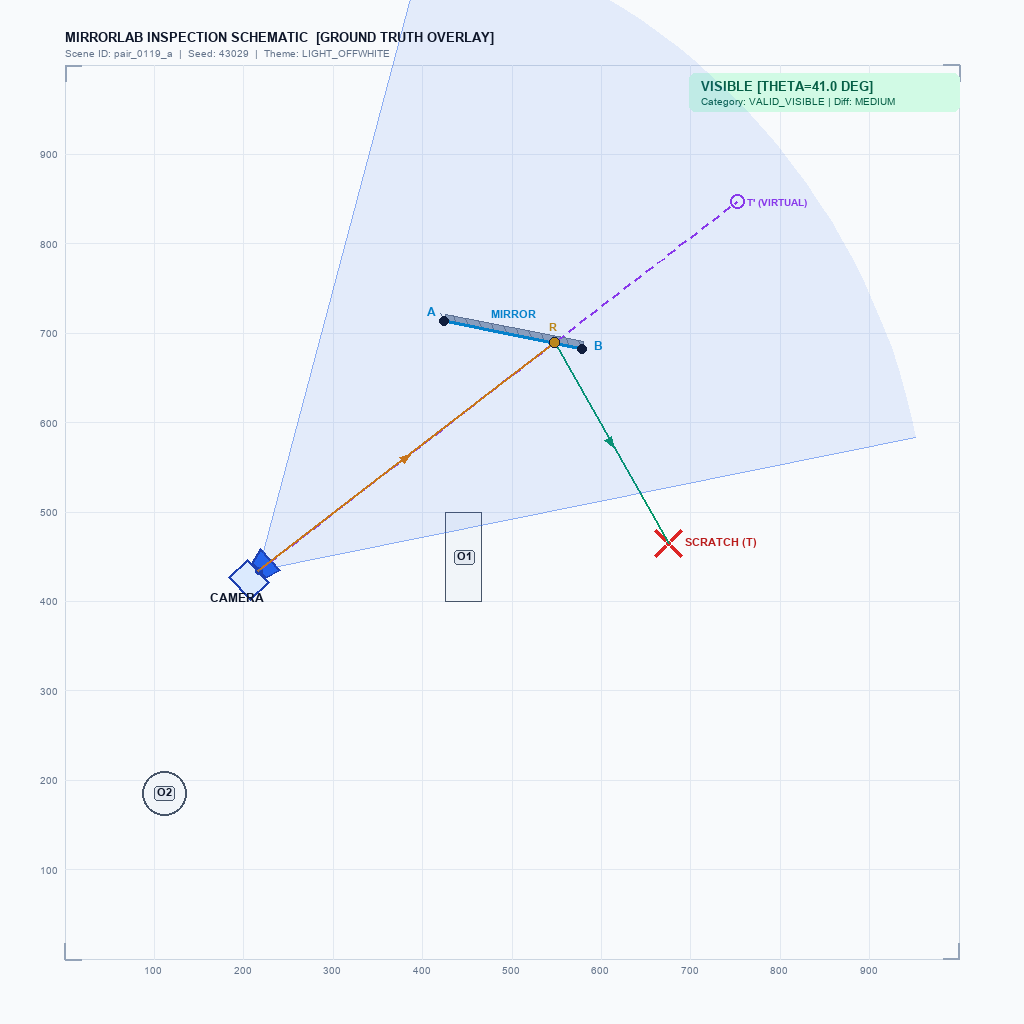 MIRRORLAB INSPECTION SCHEMATIC [GROUND TRUTH OVERLAY]
Scene ID: pair_0119_a | Seed: 43029 | Theme: LIGHT_OFFWHITE
VISIBLE [THETA=41.0 DEG]
Category: VALID_VISIBLE | Diff: MEDIUM
900
T' (VIRTUAL)
800
A
MIRROR
R
700
B
600
500
SCRATCH (T)
O1
CAMERA
400
300
200
O2
100
100 200 300 400 500 600 700 800 900